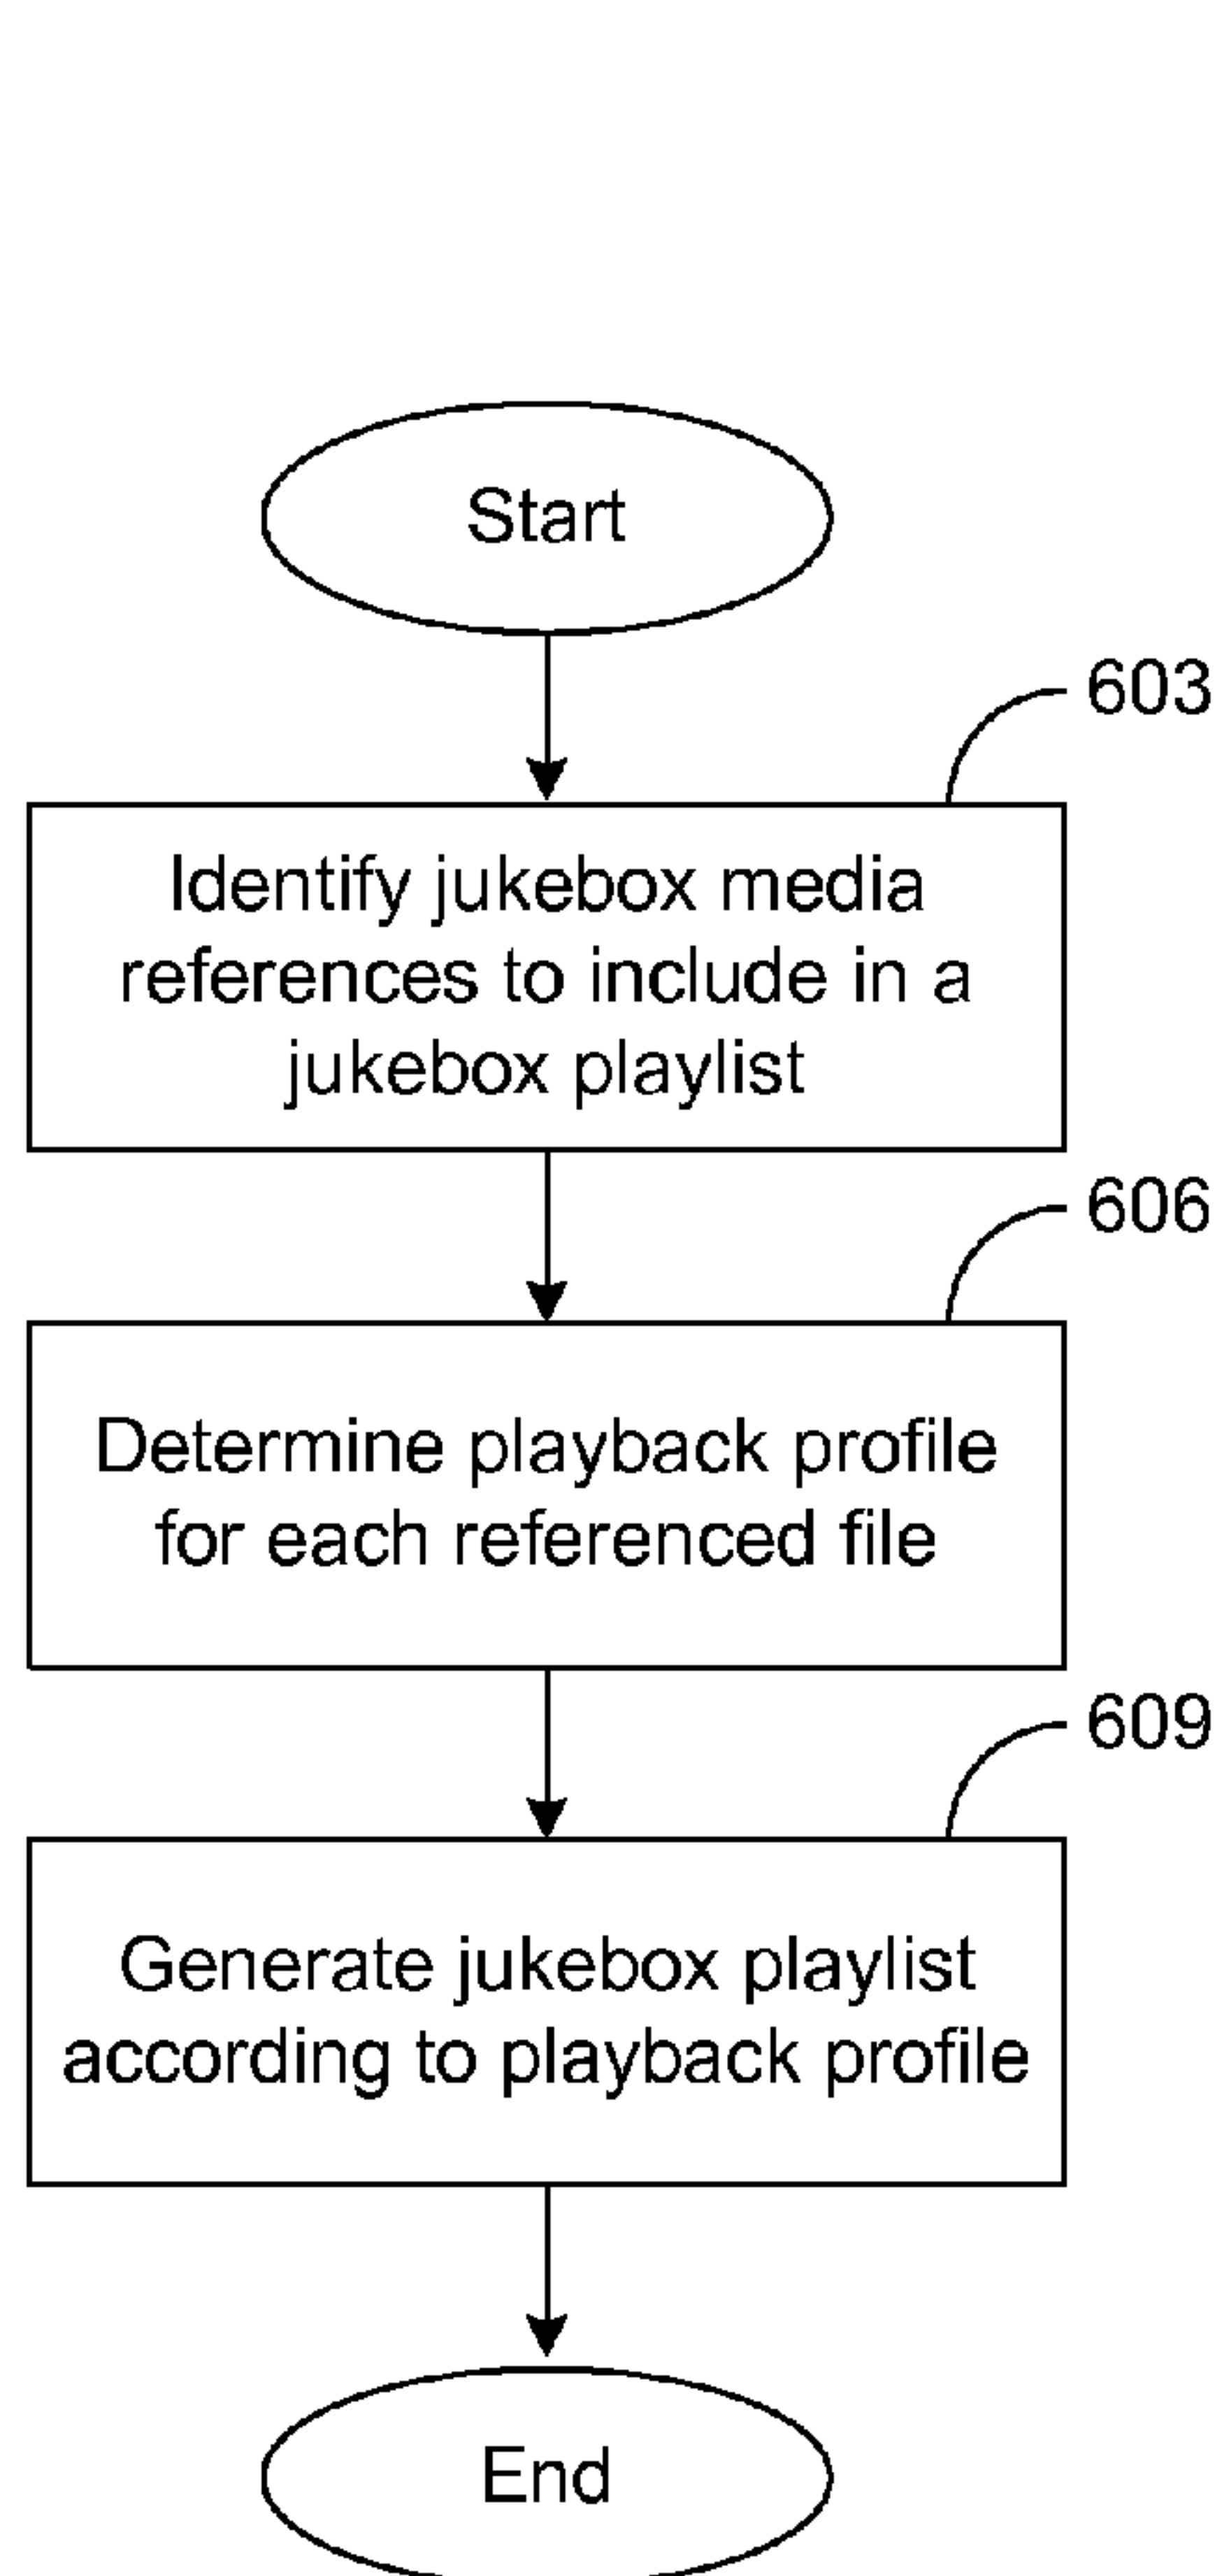 Start
603
Identify jukebox media
references to include in a
jukebox playlist
606
Determine playback profile
for each referenced file
609
Generate jukebox playlist
according to playback profile
End